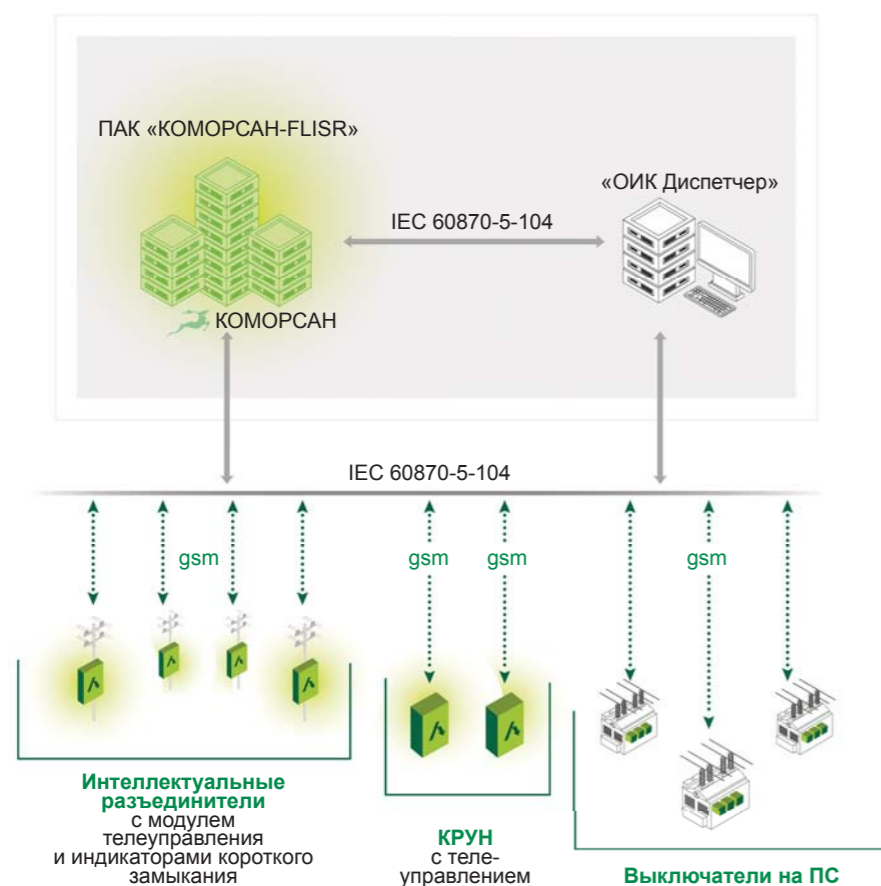 ПАК «КОМОРСАН-FLISR»
«ОИК Диспетчер»
IEC 60870-5-104
КОМОРСАН
IEC 60870-5-104
gsm
gsm
gsm
gsm
Интеллектуальные
разъединители
с модулем
телеуправления
и индикаторами короткого
замыкания
КРУН
с теле-
управлением
Выключатели на ПС